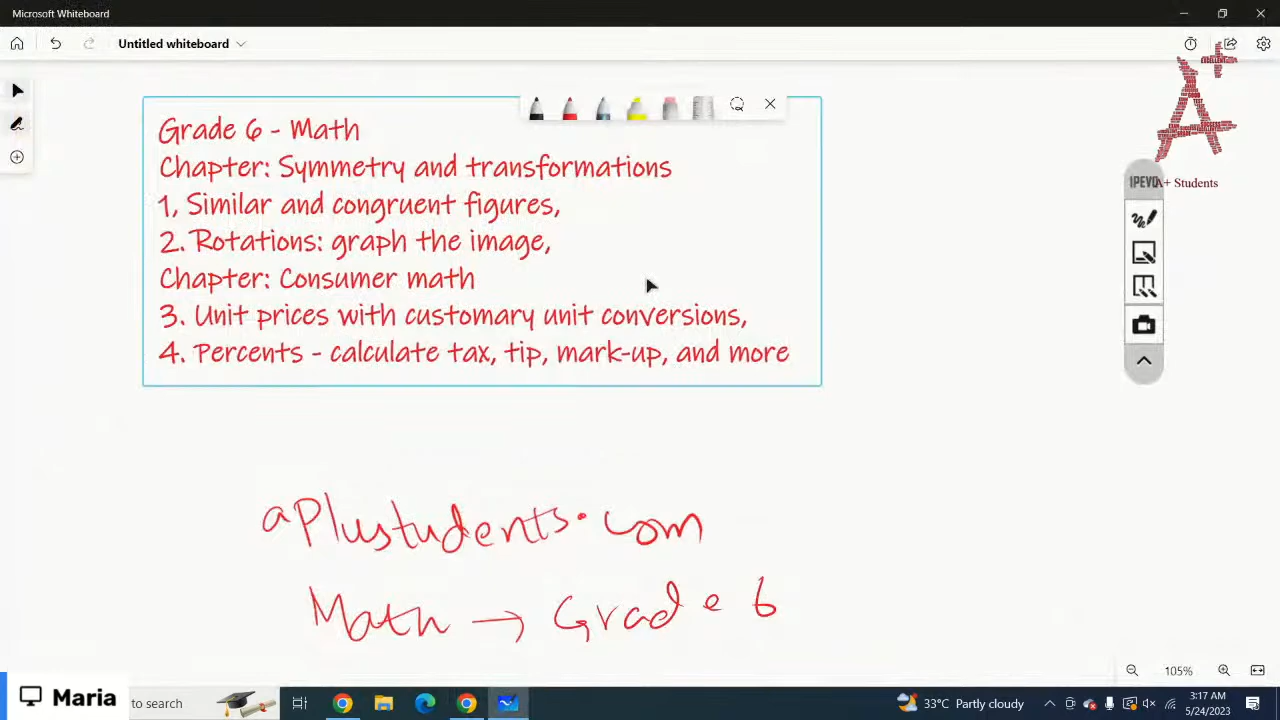 Microsoft Whiteboard
Untitled whiteboard
Grade 6 - Math
Chapter: Symmetry and transformations
1, Similar and congruent figures,
2. Rotations: graph the image,
Chapter: Consumer math
3. Unit prices with customary unit conversions,
4. Percents - calculate tax, tip, mark-up, and more
A+ Students
IPEVO
aPlustudents.com
Math → Grade 6
105%
Maria
to search
33°C Partly cloudy
3:17 AM
5/24/2023